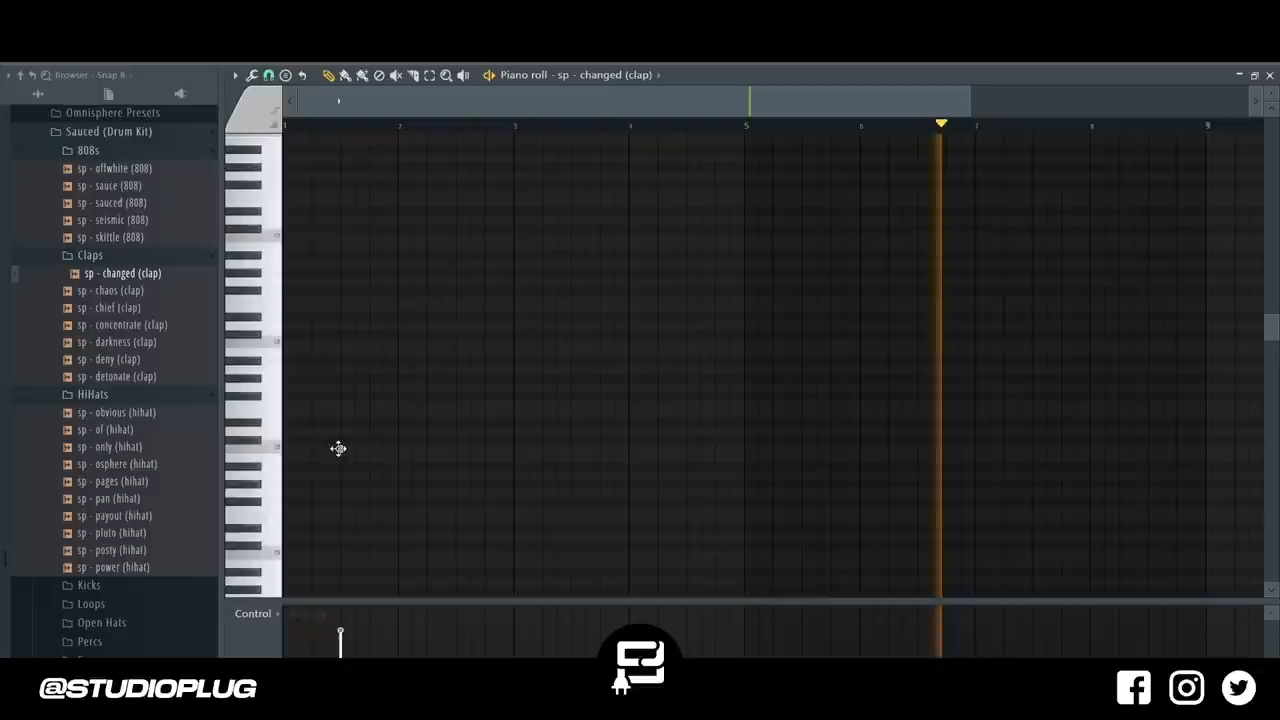 Browser - Snap 8
Piano roll - sp - changed (clap)
Omnisphere Presets
Sauced (Drum Kit)
808s
sp - offwhite (808)
sp - sauce (808)
sp - sauced (808)
sp - seismic (808)
sp - skittle (808)
Claps
sp - changed (clap)
sp - chaos (clap)
sp - chief (clap)
sp - concentrate (clap)
sp - darkness (clap)
sp - deny (clap)
sp - detonate (clap)
HiHats
sp - obvious (hihat)
sp - of (hihat)
sp - only (hihat)
sp - osphere (hihat)
sp - pages (hihat)
sp - pan (hihat)
sp - payout (hihat)
sp - pluto (hihat)
sp - posty (hihat)
sp - power (hihat)
Kicks
Loops
Open Hats
Percs
1 2 3 4 5 6 7 8 9
Control
@STUDIOPLUG